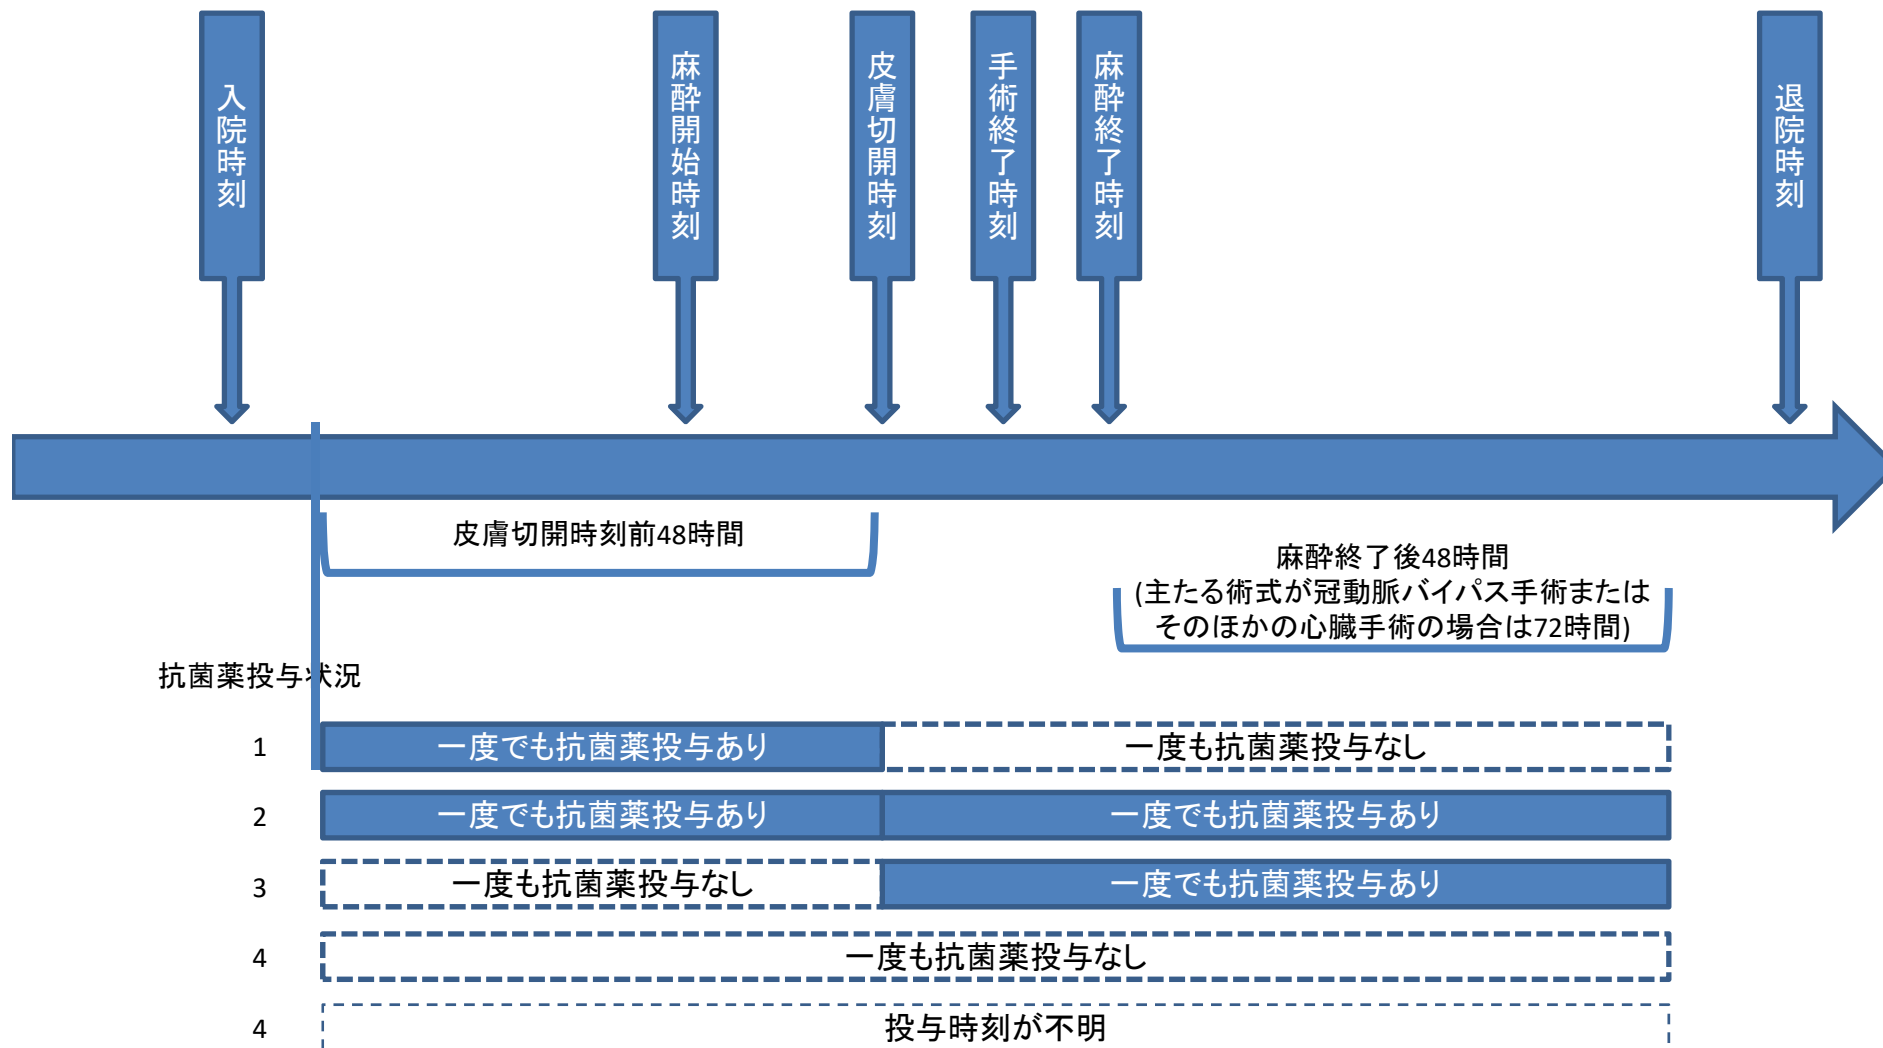 入院時刻
麻酔開始時刻
皮膚切開時刻
手術終了時刻
麻酔終了時刻
退院時刻
皮膚切開時刻前48時間
麻酔終了後48時間
(主たる術式が冠動脈バイパス手術または
そのほかの心臓手術の場合は72時間)
抗菌薬投与状況
1 一度でも抗菌薬投与あり 一度も抗菌薬投与なし
2 一度でも抗菌薬投与あり 一度でも抗菌薬投与あり
3 一度も抗菌薬投与なし 一度でも抗菌薬投与あり
4 一度も抗菌薬投与なし
4 投与時刻が不明